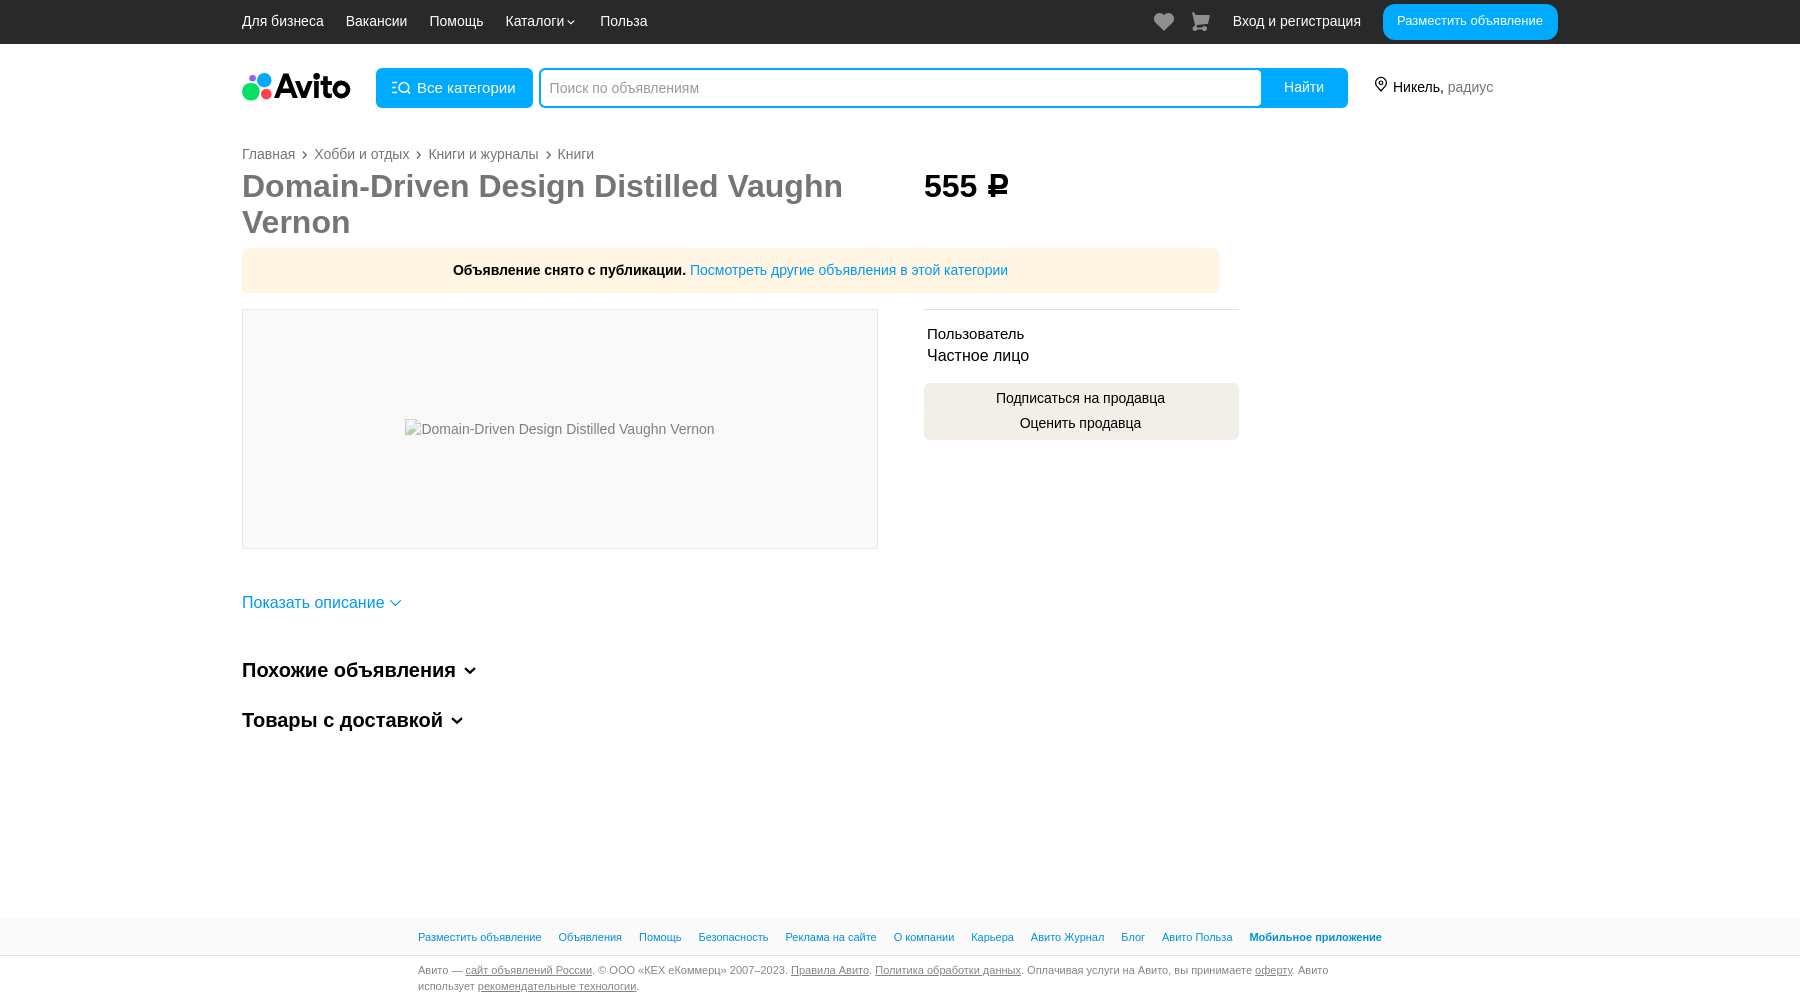 Для бизнеса Вакансии Помощь Каталоги Польза Вход и регистрация Разместить объявление
Avito Все категории Поиск по объявлениям Найти Никель, радиус
Главная Хобби и отдых Книги и журналы Книги
Domain-Driven Design Distilled Vaughn
Vernon
555 ₽
Объявление снято с публикации. Посмотреть другие объявления в этой категории
Пользователь
Частное лицо
Подписаться на продавца
Оценить продавца
Domain-Driven Design Distilled Vaughn Vernon
Показать описание
Похожие объявления
Товары с доставкой
Разместить объявление Объявления Помощь Безопасность Реклама на сайте О компании Карьера Авито Журнал Блог Авито Польза Мобильное приложение
Авито — сайт объявлений России. © ООО «КЕХ еКоммерц» 2007–2023. Правила Авито. Политика обработки данных. Оплачивая услуги на Авито, вы принимаете оферту. Авито
использует рекомендательные технологии.